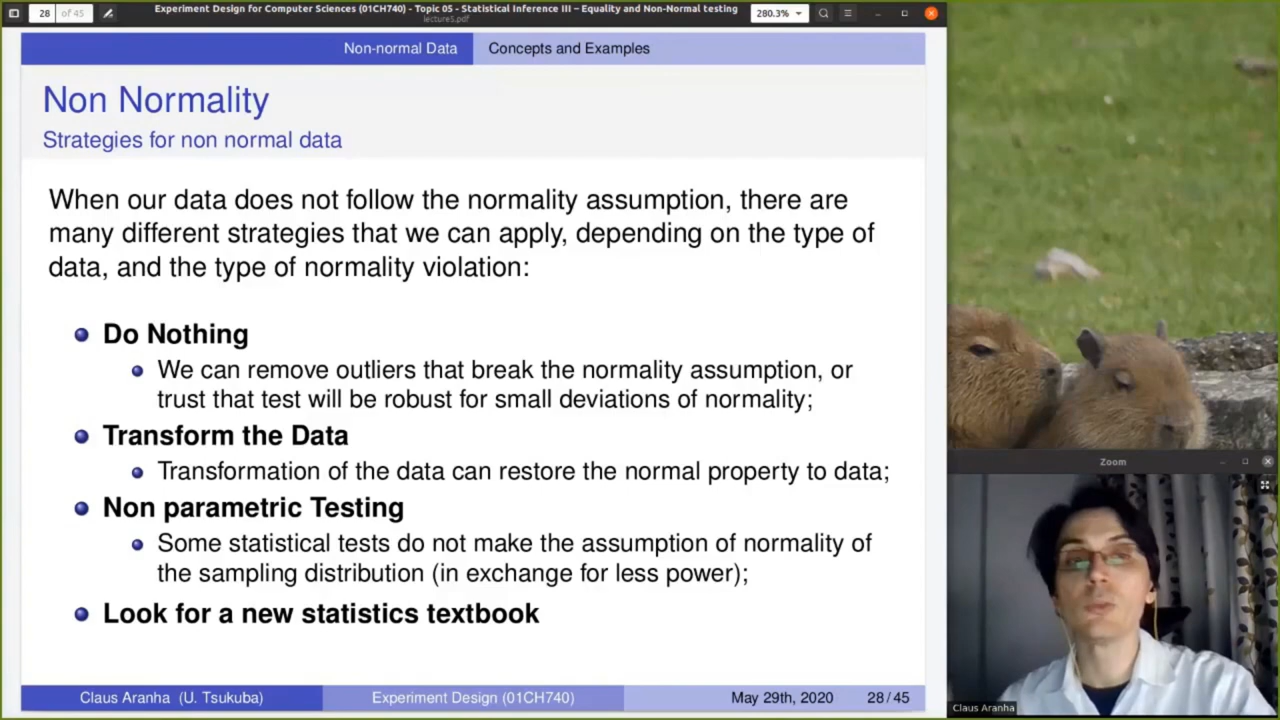 28 of 45
Experiment Design for Computer Sciences (01CH740) - Topic 05 - Statistical Inference III – Equality and Non-Normal testing
lecture5.pdf
280.3%
Non-normal Data
Concepts and Examples
Non Normality
Strategies for non normal data
When our data does not follow the normality assumption, there are
many different strategies that we can apply, depending on the type of
data, and the type of normality violation:
Do Nothing
We can remove outliers that break the normality assumption, or
trust that test will be robust for small deviations of normality;
Transform the Data
Transformation of the data can restore the normal property to data;
Non parametric Testing
Some statistical tests do not make the assumption of normality of
the sampling distribution (in exchange for less power);
Look for a new statistics textbook
Claus Aranha (U. Tsukuba)
Experiment Design (01CH740)
May 29th, 2020
28 / 45
Zoom
Claus Aranha